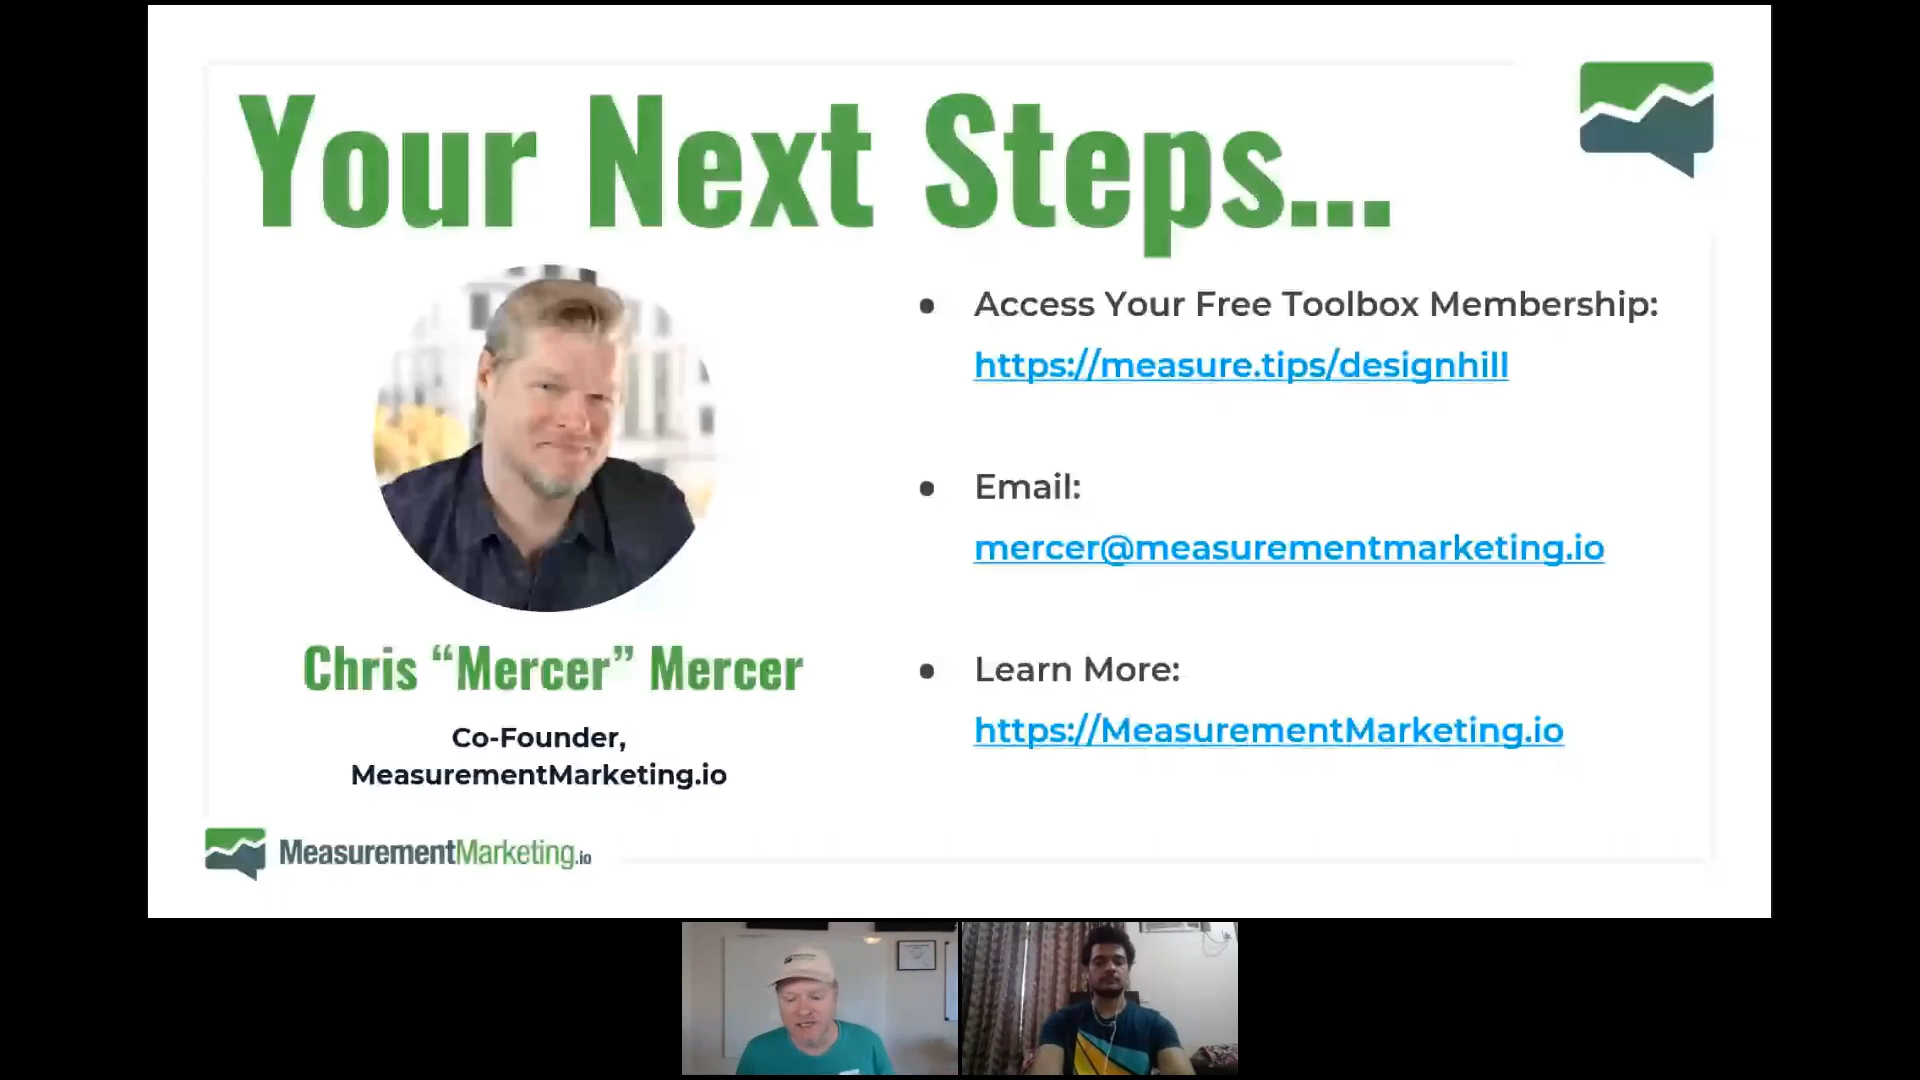 Your Next Steps...
Chris “Mercer” Mercer
Co-Founder,
MeasurementMarketing.io
• Access Your Free Toolbox Membership:
https://measure.tips/designhill
• Email:
mercer@measurementmarketing.io
• Learn More:
https://MeasurementMarketing.io
MeasurementMarketing.io